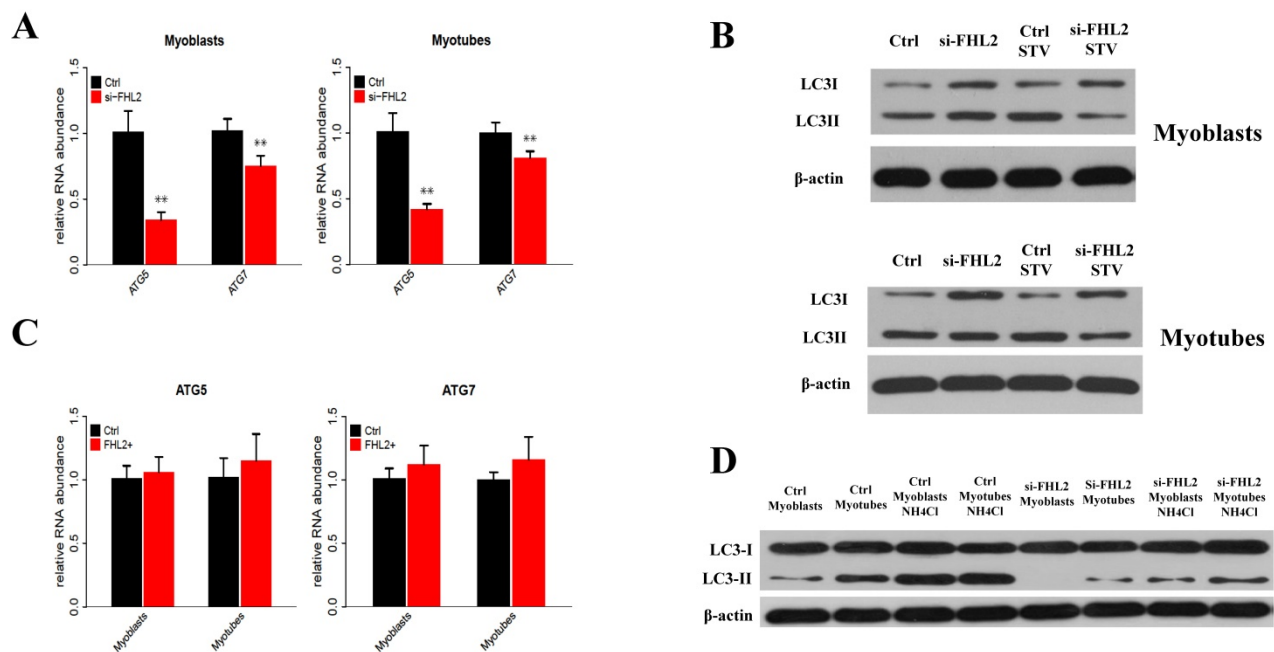 A
Myoblasts
relative RNA abundance
0.0
0.5
1.0
1.5
Ctrl
si−FHL2
**
**
ATG5
ATG7
Myotubes
relative RNA abundance
0.0
0.5
1.0
1.5
Ctrl
si−FHL2
**
**
ATG5
ATG7
B
Ctrl si-FHL2 Ctrl STV si-FHL2 STV
LC3I
LC3II
β-actin
Myoblasts
Ctrl si-FHL2 Ctrl STV si-FHL2 STV
LC3I
LC3II
β-actin
Myotubes
C
ATG5
relative RNA abundance
0.0
0.5
1.0
1.5
Ctrl
FHL2+
Myoblasts
Myotubes
ATG7
relative RNA abundance
0.0
0.5
1.0
1.5
Ctrl
FHL2+
Myoblasts
Myotubes
D
Ctrl Myoblasts
Ctrl Myotubes
Ctrl Myoblasts NH4Cl
Ctrl Myotubes NH4Cl
si-FHL2 Myoblasts
Si-FHL2 Myotubes
si-FHL2 Myoblasts NH4Cl
si-FHL2 Myotubes NH4Cl
LC3-I
LC3-II
β-actin